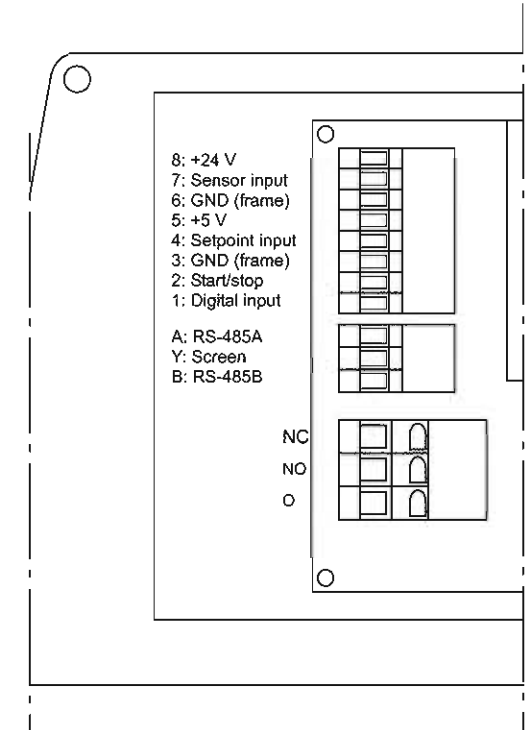 8: +24 V
7: Sensor input
6: GND (frame)
5: +5 V
4: Setpoint input
3: GND (frame)
2: Start/stop
1: Digital input
A: RS-485A
Y: Screen
B: RS-485B
NC
NO
O